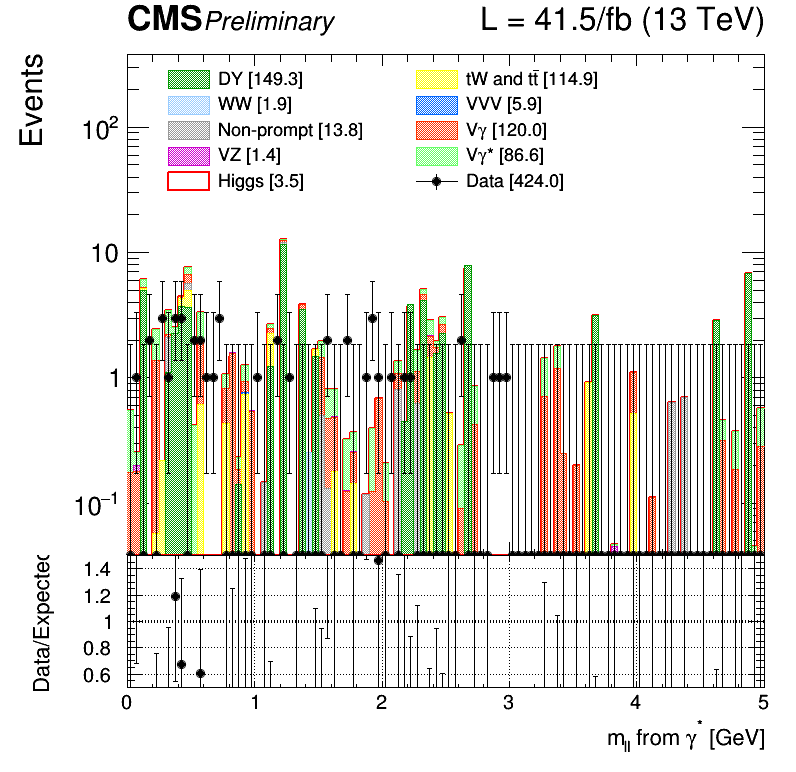 CMS Preliminary L = 41.5/fb (13 TeV)
Events
DY [149.3] tW and tt̄ [114.9]
WW [1.9] VVV [5.9]
Non-prompt [13.8] Vγ [120.0]
VZ [1.4] Vγ* [86.6]
Higgs [3.5] Data [424.0]
10²
10
1
10⁻¹
Data/Expected
1.4
1.2
1
0.8
0.6
0 1 2 3 4 5
m_ll from γ* [GeV]